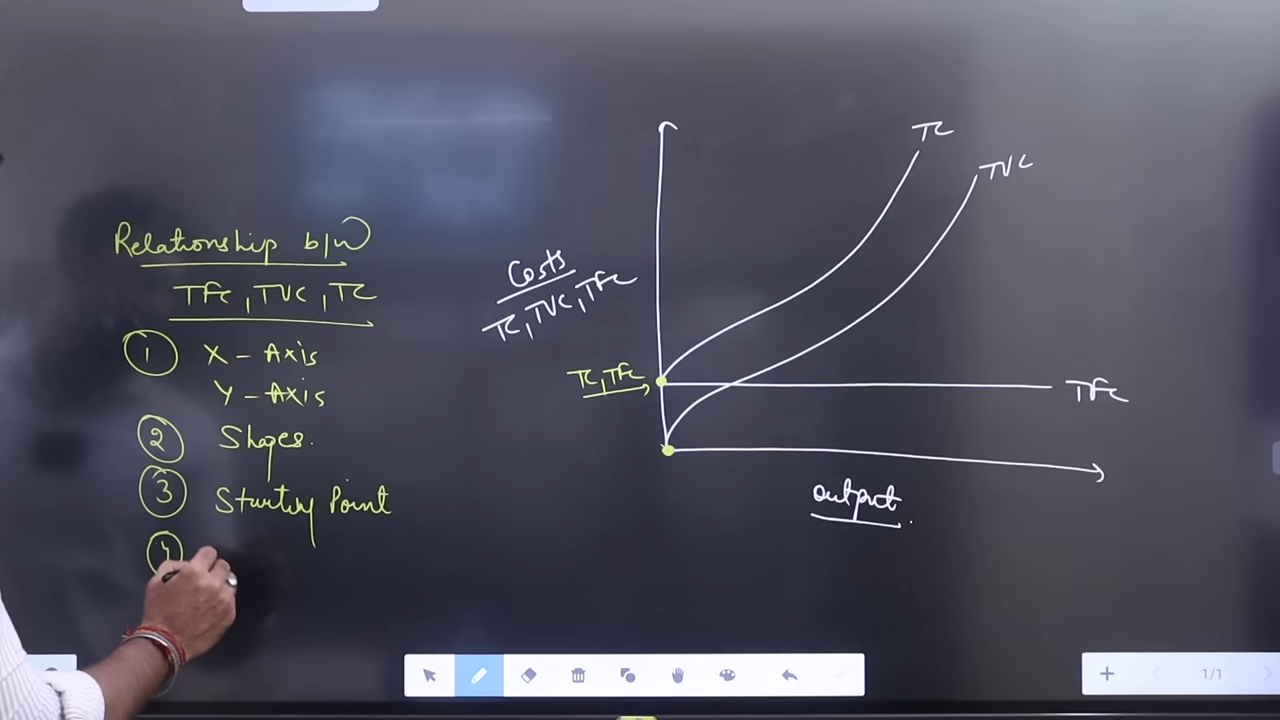 Relationship b/w
TFC, TVC, TC
1 X - Axis
Y - Axis
2 Shapes.
3 Starting Point
4
TC
TVC
Costs
TC, TVC, TFC
TC, TFC
TFC
output
1/1